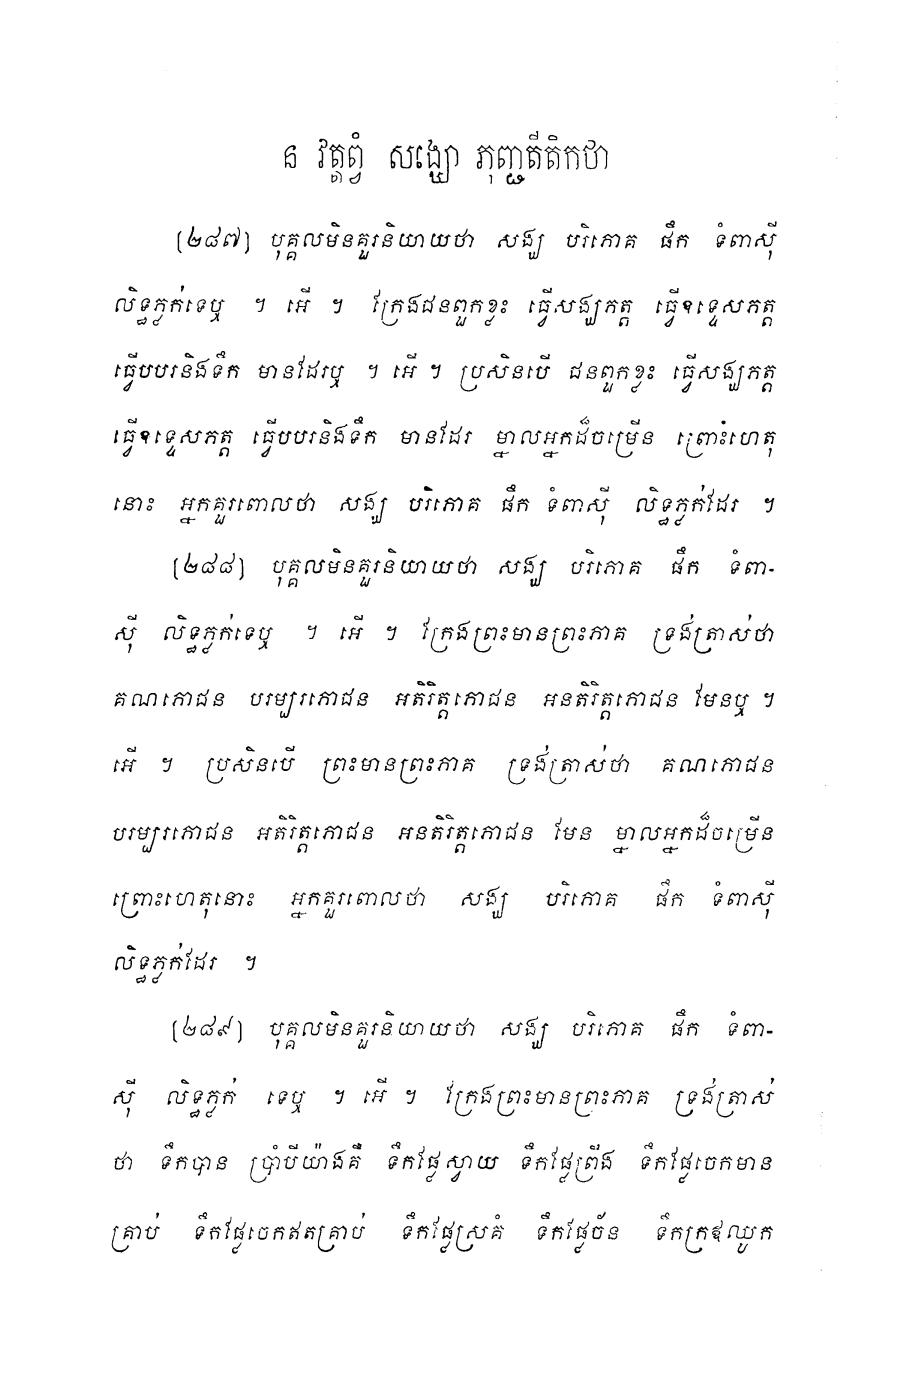 ន វត្តព្វំ សង្ឃោ ភុញ្ជតីតិកថា
(២៨៧) បុគ្គលមិនគួរនិយាយថា សង្ឃ បរិភោគ ផឹក ទំពាស៊ី
លិទ្ធភ្លក់ទេឬ ។ អើ ។ ក្រែងជនពួកខ្លះ ធ្វើសង្ឃភត្ត ធ្វើឧទ្ទេសភត្ត
ធ្វើបបរនិងទឹក មានដែរឬ ។ អើ ។ ប្រសិនបើ ជនពួកខ្លះ ធ្វើសង្ឃភត្ត
ធ្វើឧទ្ទេសភត្ត ធ្វើបបរនិងទឹក មានដែរ ម្នាលអ្នកដ៏ចម្រើន ព្រោះហេតុ
នោះ អ្នកគួរពោលថា សង្ឃ បរិភោគ ផឹក ទំពាស៊ី លិទ្ធភ្លក់ដែរ ។
(២៨៨) បុគ្គលមិនគួរនិយាយថា សង្ឃ បរិភោគ ផឹក ទំពា-
ស៊ី លិទ្ធភ្លក់ទេឬ ។ អើ ។ ក្រែងព្រះមានព្រះភាគ ទ្រង់ត្រាស់ថា
គណភោជន បរម្បរភោជន អតិរិត្តភោជន អនតិរិត្តភោជន មែនឬ ។
អើ ។ ប្រសិនបើ ព្រះមានព្រះភាគ ទ្រង់ត្រាស់ថា គណភោជន
បរម្បរភោជន អតិរិត្តភោជន អនតិរិត្តភោជន មែន ម្នាលអ្នកដ៏ចម្រើន
ព្រោះហេតុនោះ អ្នកគួរពោលថា សង្ឃ បរិភោគ ផឹក ទំពាស៊ី
លិទ្ធភ្លក់ដែរ ។
(២៨៩) បុគ្គលមិនគួរនិយាយថា សង្ឃ បរិភោគ ផឹក ទំពា-
ស៊ី លិទ្ធភ្លក់ ទេឬ ។ អើ ។ ក្រែងព្រះមានព្រះភាគ ទ្រង់ត្រាស់
ថា ទឹកបាន ប្រាំបីយ៉ាងគឺ ទឹកផ្លែស្វាយ ទឹកផ្លែព្រីង ទឹកផ្លែចេកមាន
គ្រាប់ ទឹកផ្លែចេកឥតគ្រាប់ ទឹកផ្លែស្រគំ ទឹកផ្លែច័ន ទឹកក្រឪឈូក